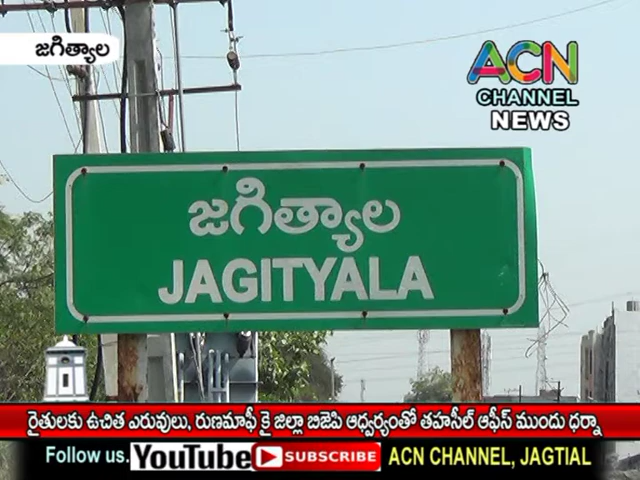 జగిత్యాల
ACN
CHANNEL
NEWS
జగిత్యాల
JAGITYALA
రైతులకు ఉచిత ఎరువులు, రుణమాఫీ కై జిల్లా బిజెపి ఆధ్వర్యంతో తహసీల్ ఆఫీస్ ముందు ధర్నా
Follow us. YouTube SUBSCRIBE ACN CHANNEL, JAGTIAL